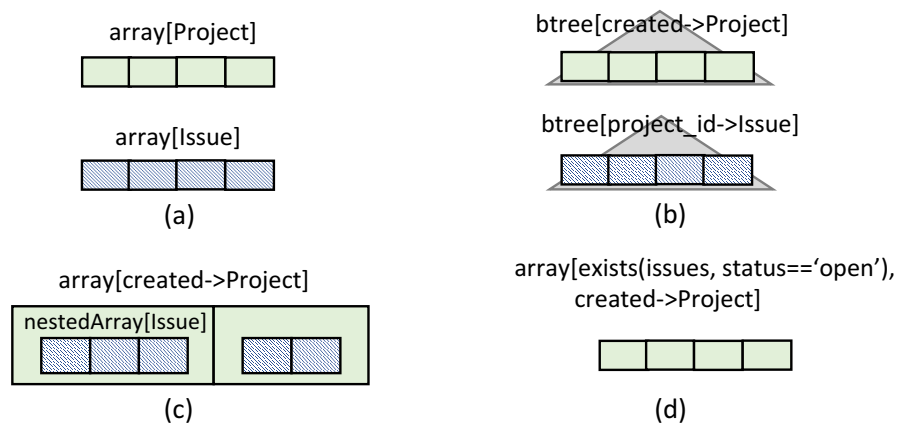 array[Project]
array[Issue]
(a)
btree[created->Project]
btree[project_id->Issue]
(b)
array[created->Project]
nestedArray[Issue]
(c)
array[exists(issues, status==‘open’),
created->Project]
(d)